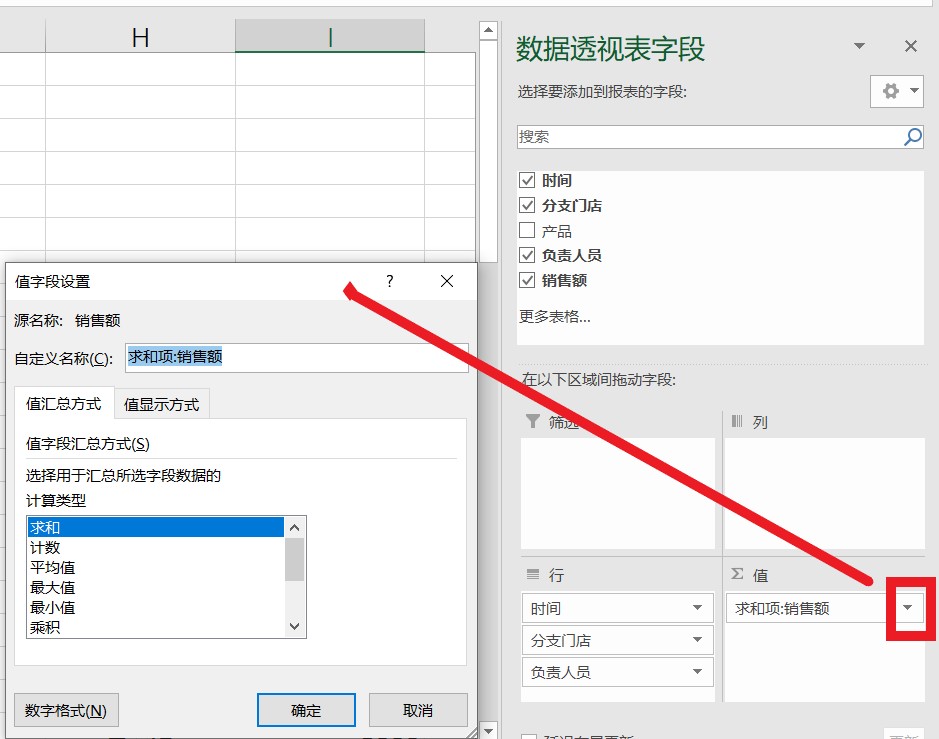 H
I
数据透视表字段
选择要添加到报表的字段:
搜索
时间
分支门店
产品
负责人员
销售额
更多表格...
在以下区域间拖动字段:
筛选
列
行
Σ 值
时间
分支门店
负责人员
求和项:销售额
值字段设置 ?
源名称: 销售额
自定义名称(C): 求和项:销售额
值汇总方式 值显示方式
值字段汇总方式(S)
选择用于汇总所选字段数据的
计算类型
求和
计数
平均值
最大值
最小值
乘积
数字格式(N) 确定 取消